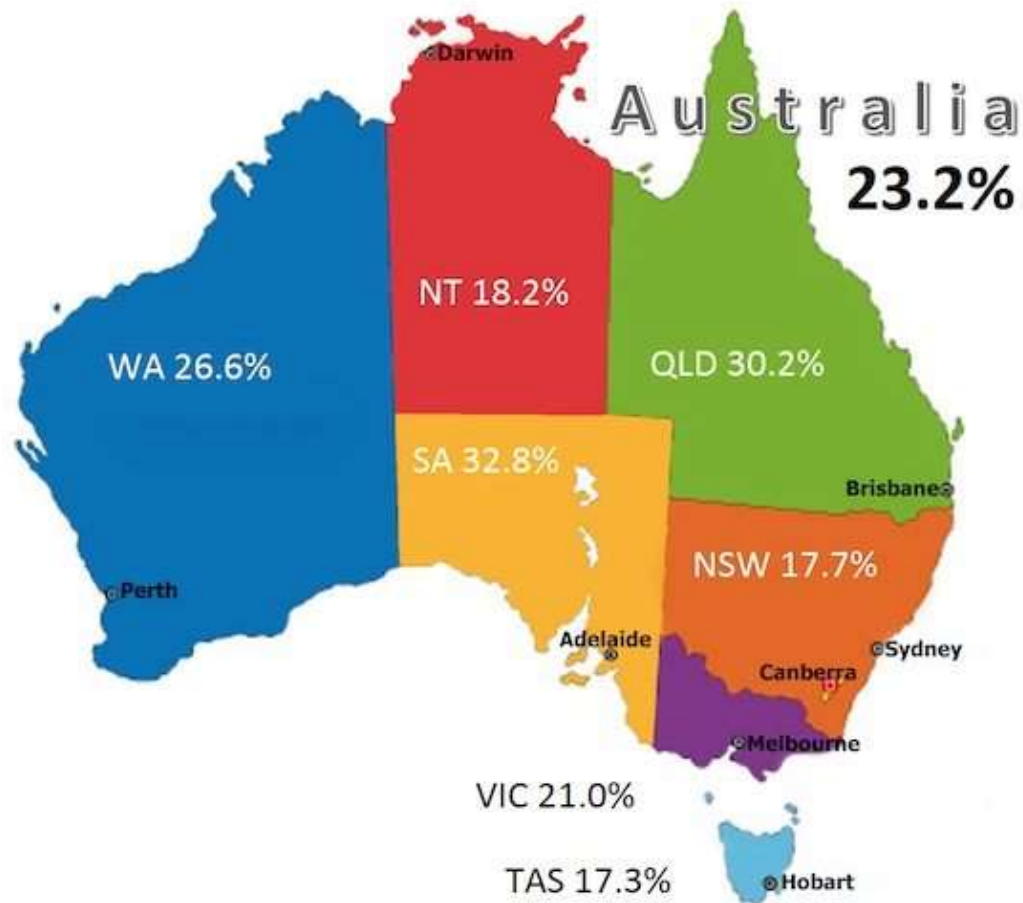 Darwin
Australia
23.2%
NT 18.2%
WA 26.6%
QLD 30.2%
SA 32.8%
Brisbane
NSW 17.7%
Perth
Adelaide
Sydney
Canberra
Melbourne
VIC 21.0%
TAS 17.3%
Hobart